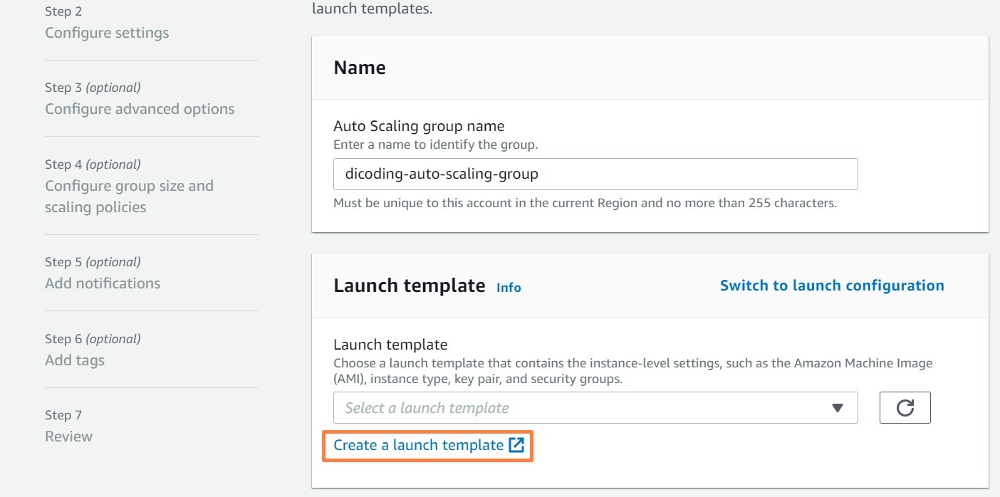 Step 2
Configure settings
Step 3 (optional)
Configure advanced options
Step 4 (optional)
Configure group size and
scaling policies
Step 5 (optional)
Add notifications
Step 6 (optional)
Add tags
Step 7
Review
launch templates.
Name
Auto Scaling group name
Enter a name to identify the group.
dicoding-auto-scaling-group
Must be unique to this account in the current Region and no more than 255 characters.
Launch template Info
Switch to launch configuration
Launch template
Choose a launch template that contains the instance-level settings, such as the Amazon Machine Image
(AMI), instance type, key pair, and security groups.
Select a launch template
Create a launch template